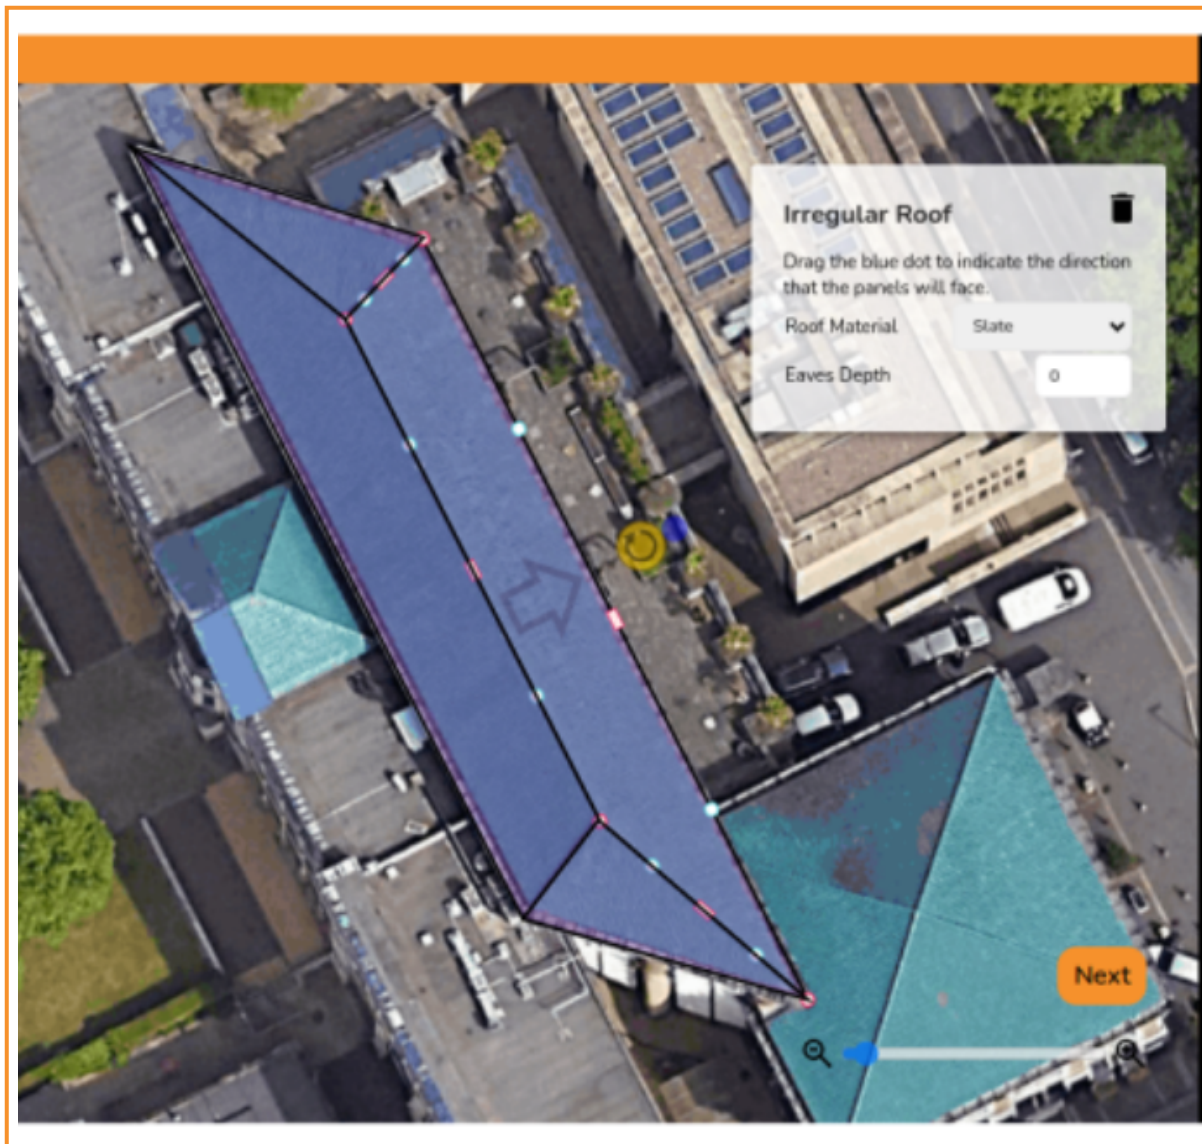 Irregular Roof
Drag the blue dot to indicate the direction
that the panels will face.
Roof Material Slate
Eaves Depth 0
Next